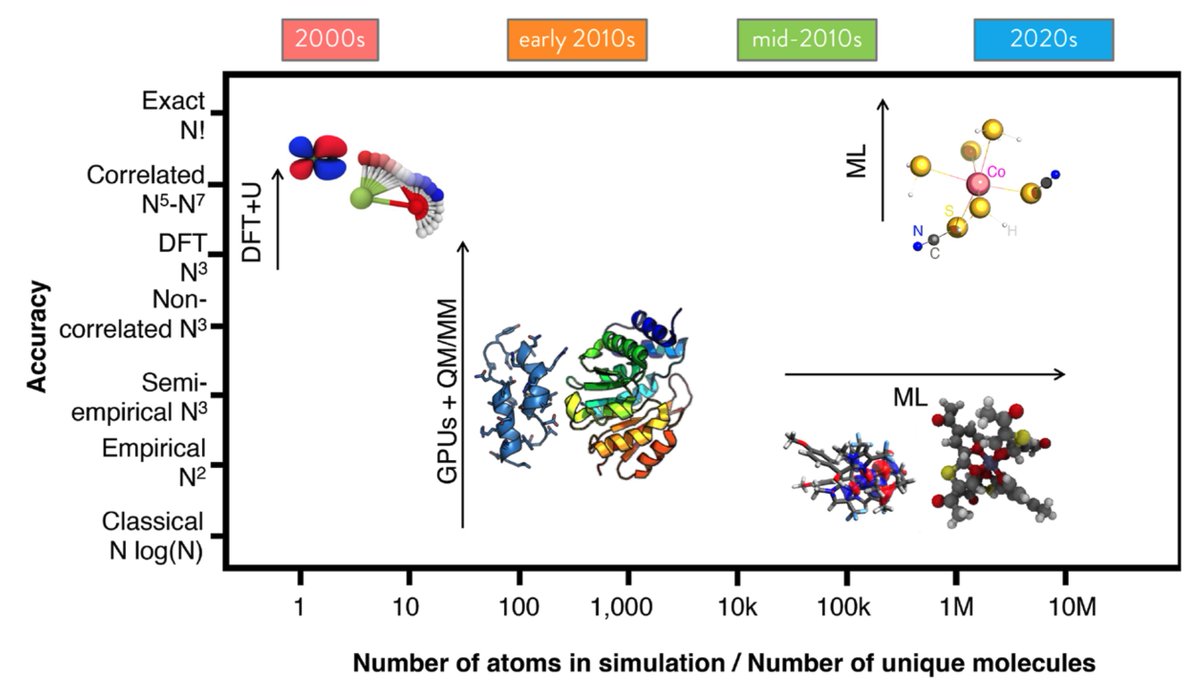 2000s
early 2010s
mid-2010s
2020s
Exact
N!
Correlated
N⁵-N⁷
DFT
N³
Non-
correlated N³
Semi-
empirical N³
Empirical
N²
Classical
N log(N)
Accuracy
DFT+U
GPUs + QM/MM
ML
Co
S
N
C
H
ML
1
10
100
1,000
10k
100k
1M
10M
Number of atoms in simulation / Number of unique molecules